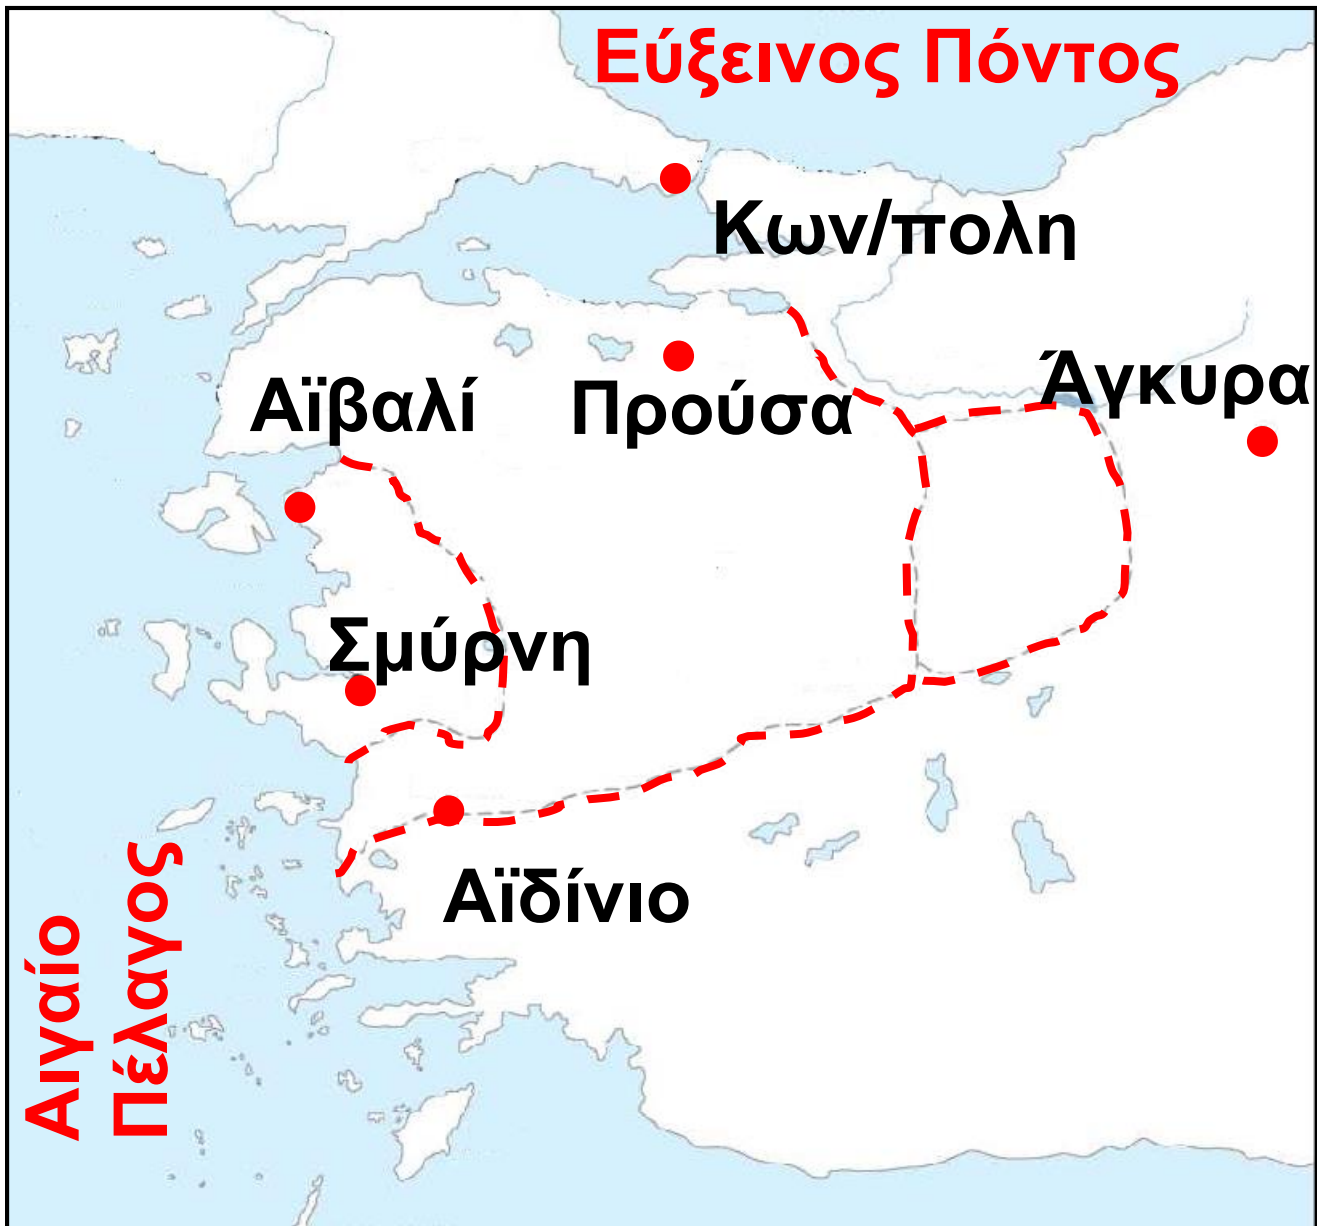 Εύξεινος Πόντος
Κων/πολη
Άγκυρα
Αϊβαλί
Προύσα
Σμύρνη
Αϊδίνιο
Αιγαίο
Πέλαγος